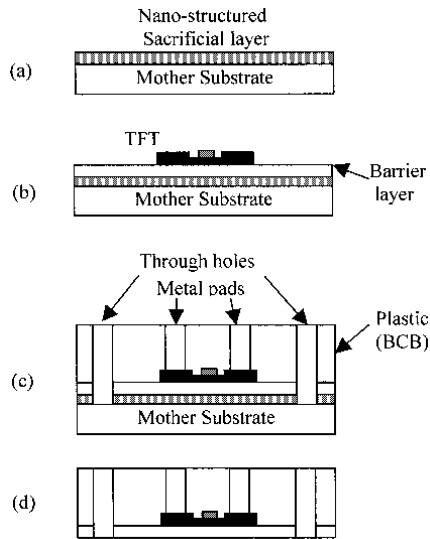 Nano-structured
Sacrificial layer
(a)
Mother Substrate
TFT
Barrier
layer
(b)
Mother Substrate
Through holes
Metal pads
Plastic
(BCB)
(c)
Mother Substrate
(d)